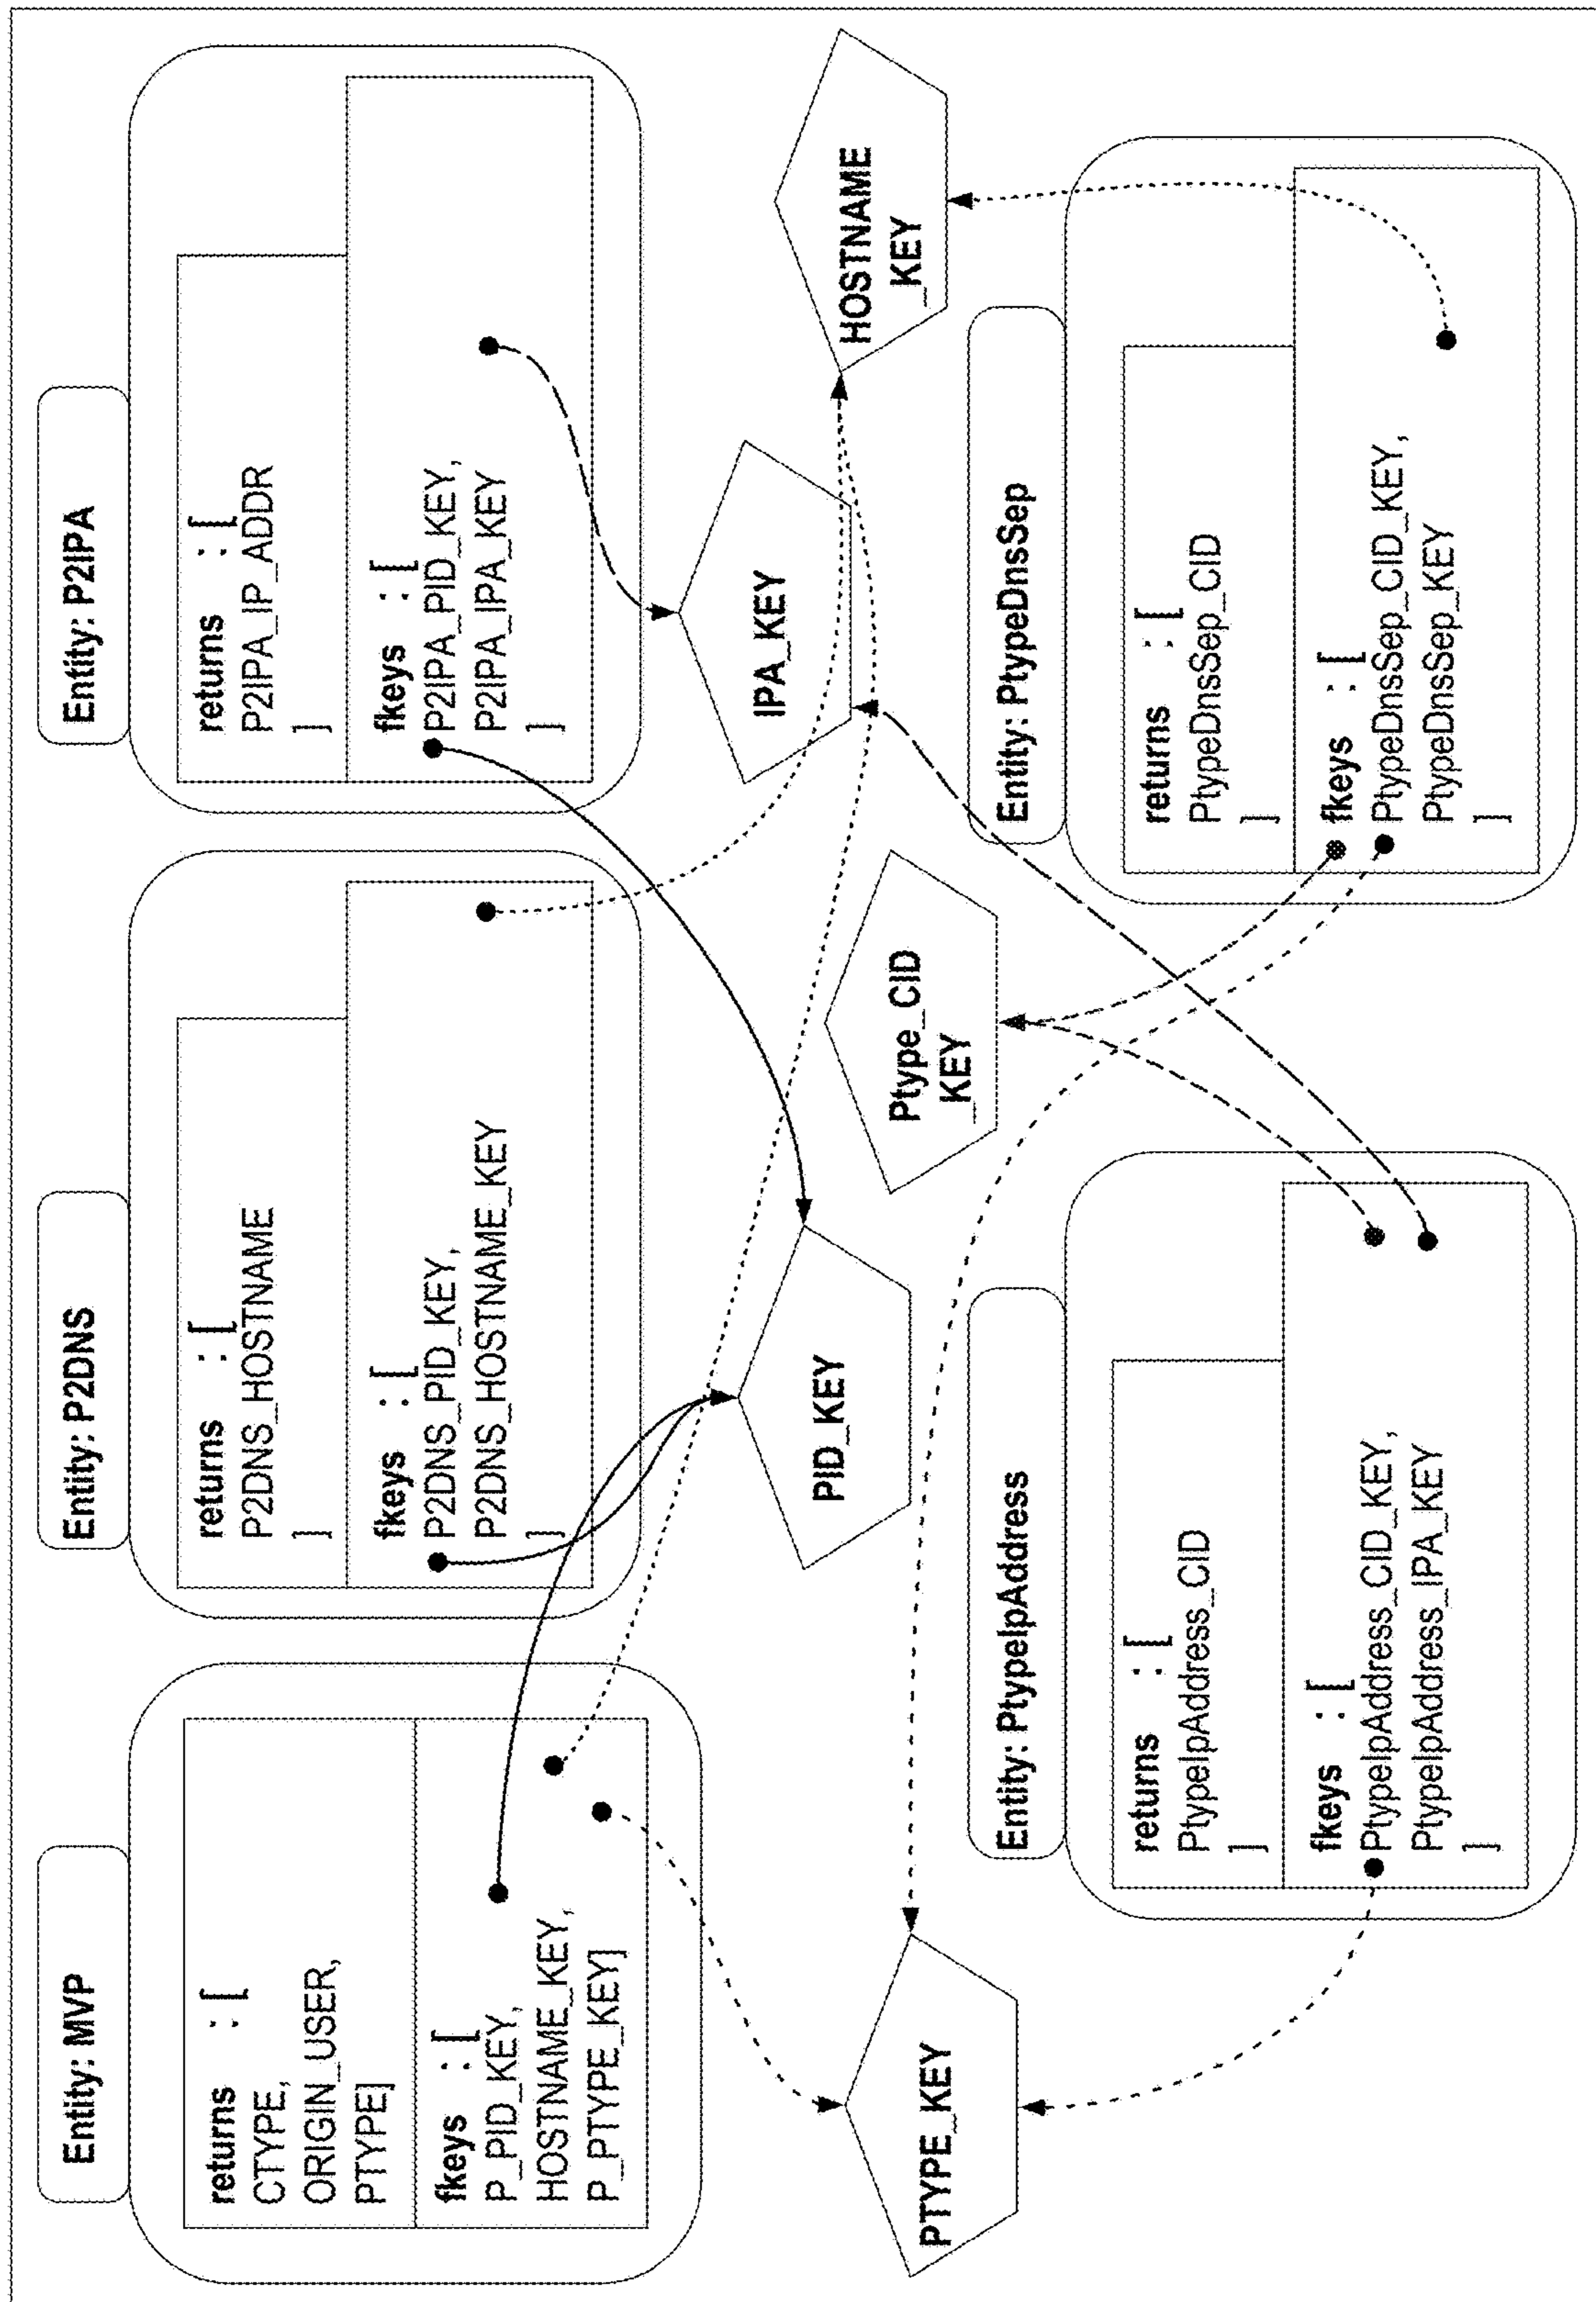 Entity: MVP
returns : [
CTYPE,
ORIGIN_USER,
PTYPE]
fkeys : [
P_PID_KEY,
HOSTNAME_KEY,
P_PTYPE_KEY]
Entity: P2DNS
returns : [
P2DNS_HOSTNAME
]
fkeys : [
P2DNS_PID_KEY,
P2DNS_HOSTNAME_KEY
]
Entity: P2IPA
returns : [
P2IPA_IP_ADDR
]
fkeys : [
P2IPA_PID_KEY,
P2IPA_IPA_KEY
]
PTYPE_KEY
PID_KEY
Ptype_CID
_KEY
IPA_KEY
HOSTNAME
_KEY
Entity: PtypeIpAddress
returns : [
PtypeIpAddress_CID
]
fkeys : [
PtypeIpAddress_CID_KEY,
PtypeIpAddress_IPA_KEY
]
Entity: PtypeDnsSep
returns : [
PtypeDnsSep_CID
]
fkeys : [
PtypeDnsSep_CID_KEY,
PtypeDnsSep_KEY
]